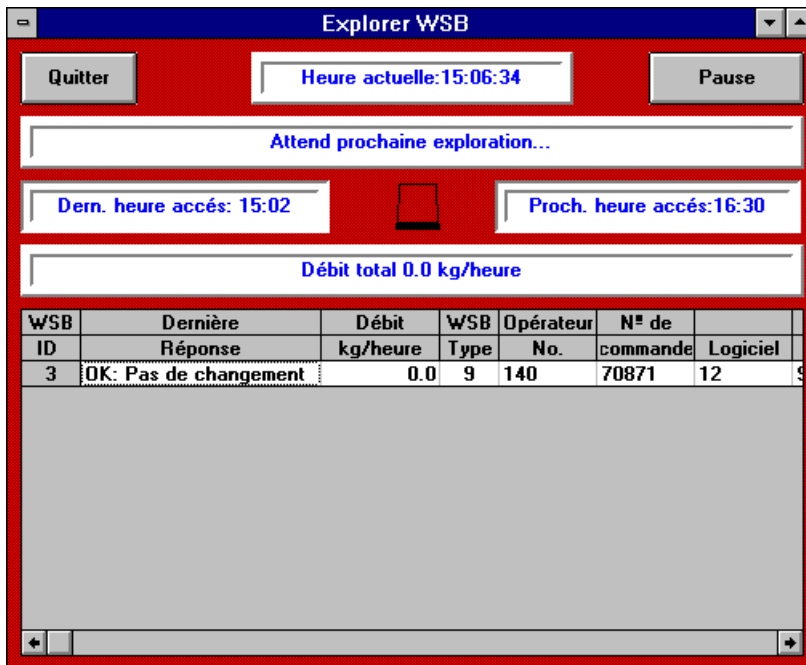 Explorer WSB
Quitter
Heure actuelle:15:06:34
Pause
Attend prochaine exploration...
Dern. heure accés: 15:02
Proch. heure accés:16:30
Débit total 0.0 kg/heure
WSB Dernière Débit WSB Opérateur Nº de
ID Réponse kg/heure Type No. commande Logiciel
3 OK: Pas de changement 0.0 9 140 70871 12